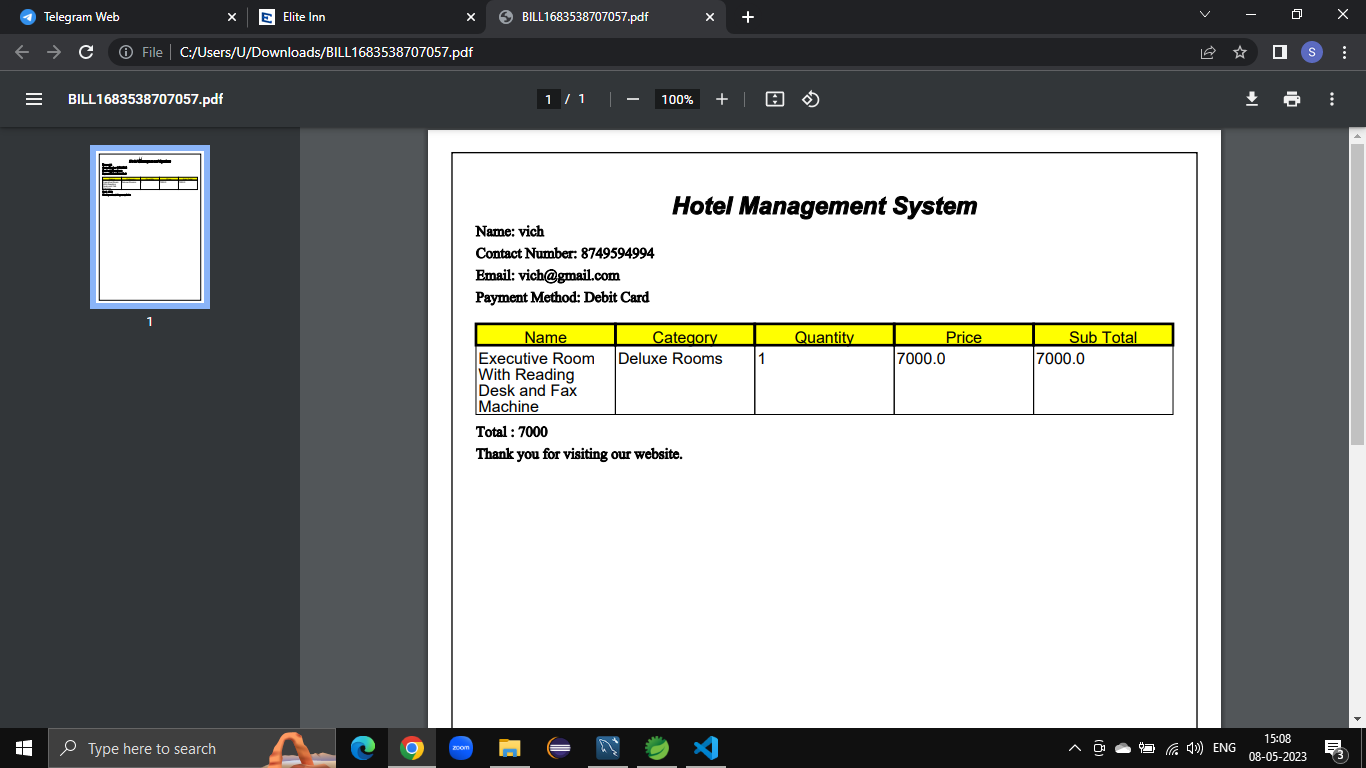 Telegram Web
Elite Inn
BILL1683538707057.pdf
File
C:/Users/U/Downloads/BILL1683538707057.pdf
S
BILL1683538707057.pdf
1 / 1
100%
1
Hotel Management System
Name: vich
Contact Number: 8749594994
Email: vich@gmail.com
Payment Method: Debit Card
Name Category Quantity Price Sub Total
Executive Room Deluxe Rooms 1 7000.0 7000.0
With Reading
Desk and Fax
Machine
Total : 7000
Thank you for visiting our website.
Type here to search
zoom
ENG
15:08
08-05-2023
3